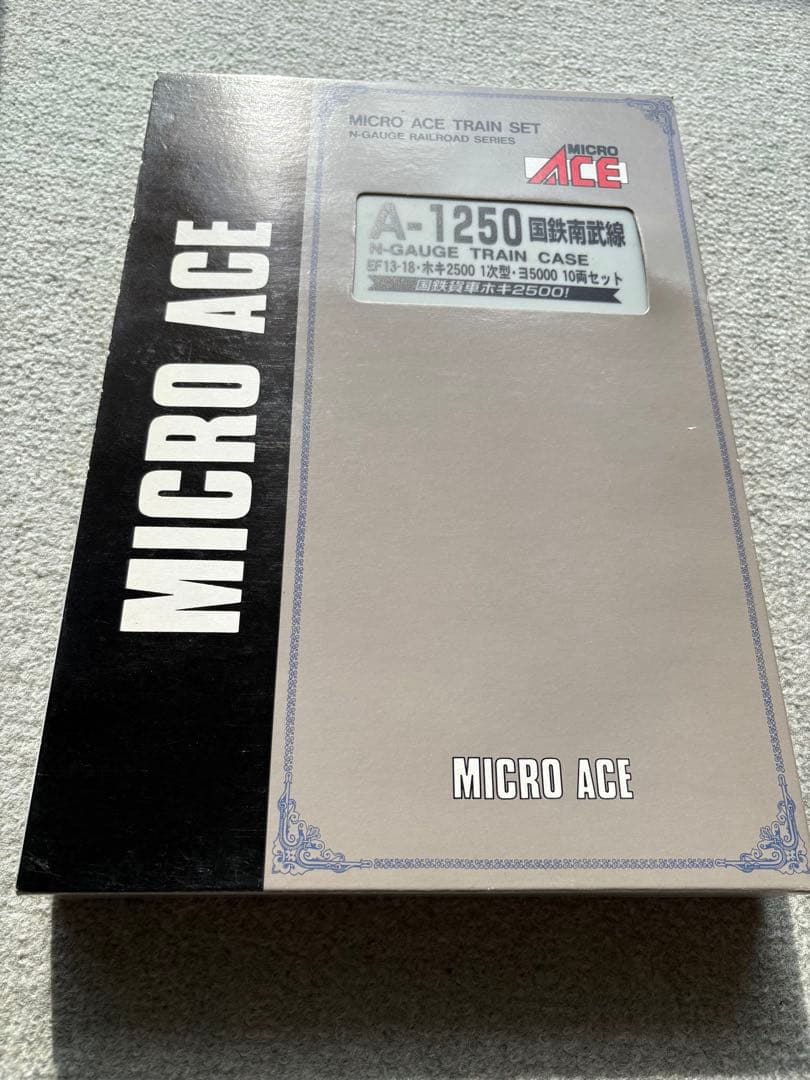 MICRO ACE TRAIN SET
N-GAUGE RAILROAD SERIES
MICRO
ACE
A-1250 国鉄南武線
N-GAUGE TRAIN CASE
EF13-18・ホキ2500 1次型・ヨ5000 10両セット
国鉄貨車ホキ2500!
MICRO ACE
MICRO ACE